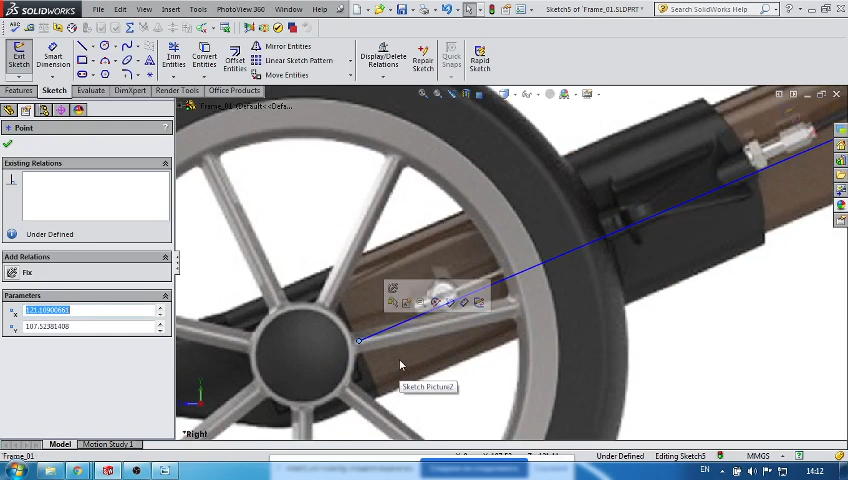 SOLIDWORKS
File Edit View Insert Tools PhotoView 360 Window Help
Sketch5 of 'Frame_01.SLDPRT *
Search SolidWorks Help
Exit Sketch
Smart Dimension
Trim Entities
Convert Entities
Offset Entities
Mirror Entities
Linear Sketch Pattern
Move Entities
Display/Delete Relations
Repair Sketch
Quick Snaps
Rapid Sketch
Features Sketch Evaluate DimXpert Render Tools Office Products
Frame_01 (Default<<Defa...
Point
?
Existing Relations
Under Defined
Add Relations
Fix
Parameters
121.10900661
107.52381408
Sketch Picture2
Y
*Right
Model Motion Study 1
Frame_01
Under Defined Editing Sketch5 MMGS
EN 14:12